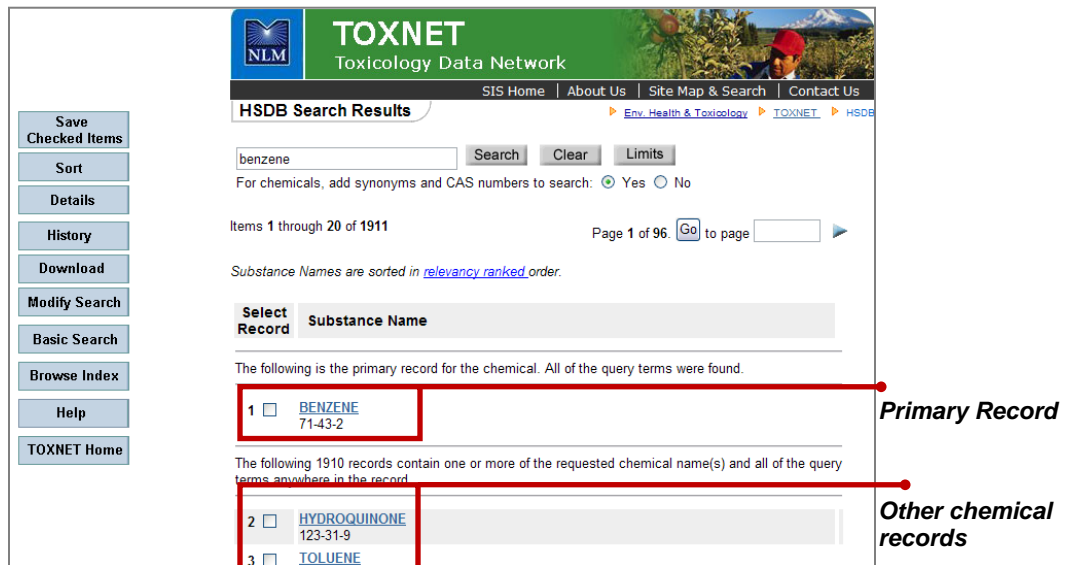 NLM
TOXNET
Toxicology Data Network
SIS Home | About Us | Site Map & Search | Contact Us
HSDB Search Results
Env. Health & Toxicology TOXNET HSDB
Save
Checked Items
Sort
Details
History
Download
Modify Search
Basic Search
Browse Index
Help
TOXNET Home
benzene Search Clear Limits
For chemicals, add synonyms and CAS numbers to search: Yes No
Items 1 through 20 of 1911
Page 1 of 96. Go to page
Substance Names are sorted in relevancy ranked order.
Select
Record
Substance Name
The following is the primary record for the chemical. All of the query terms were found.
1 BENZENE
71-43-2
Primary Record
The following 1910 records contain one or more of the requested chemical name(s) and all of the query
terms anywhere in the record
2 HYDROQUINONE
123-31-9
3 TOLUENE
Other chemical
records